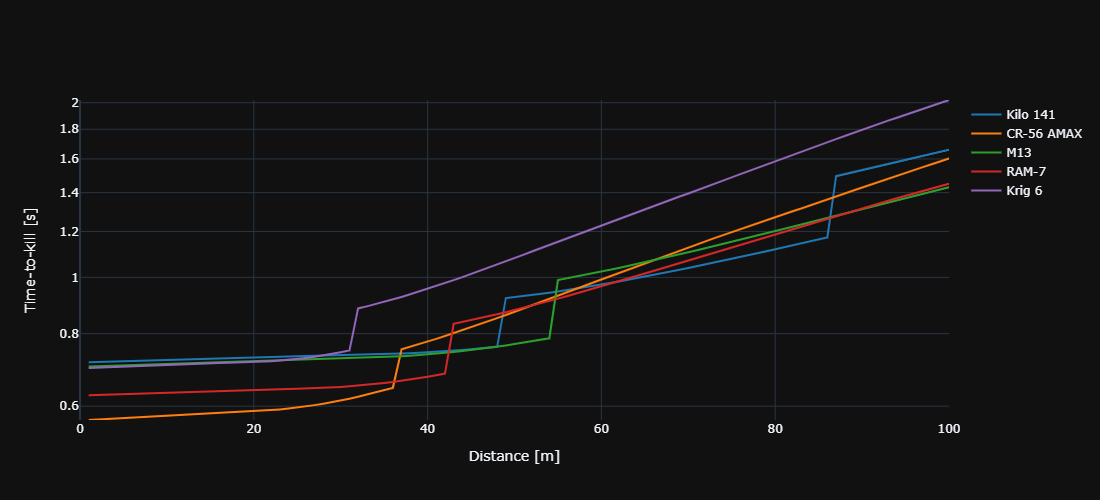 2
1.8
1.6
1.4
1.2
1
0.8
0.6
Time-to-kill [s]
0 20 40 60 80 100
Distance [m]
Kilo 141
CR-56 AMAX
M13
RAM-7
Krig 6